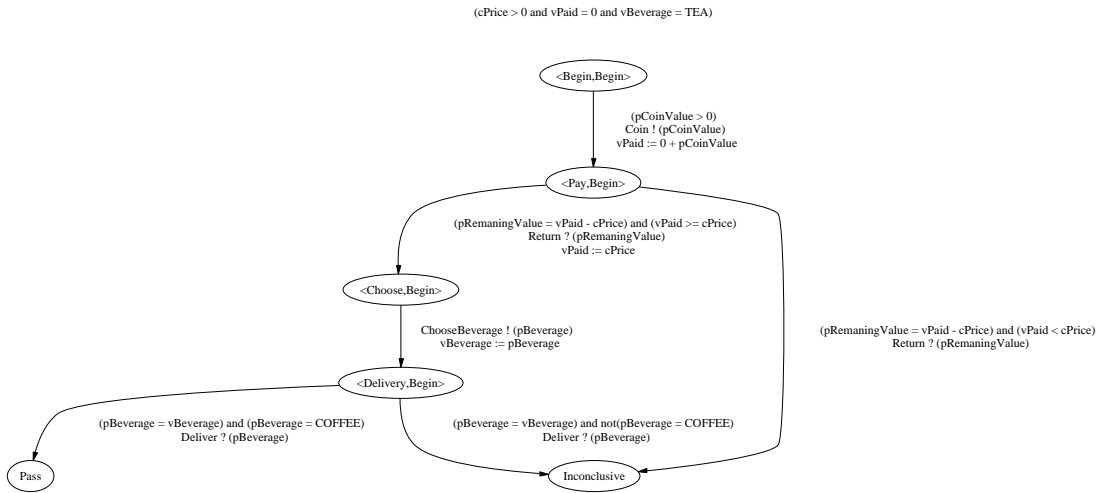 (cPrice > 0 and vPaid = 0 and vBeverage = TEA)
<Begin,Begin>
(pCoinValue > 0)
Coin ! (pCoinValue)
vPaid := 0 + pCoinValue
<Pay,Begin>
(pRemaningValue = vPaid - cPrice) and (vPaid >= cPrice)
Return ? (pRemaningValue)
vPaid := cPrice
<Choose,Begin>
ChooseBeverage ! (pBeverage)
vBeverage := pBeverage
(pRemaningValue = vPaid - cPrice) and (vPaid < cPrice)
Return ? (pRemaningValue)
<Delivery,Begin>
(pBeverage = vBeverage) and (pBeverage = COFFEE)
Deliver ? (pBeverage)
(pBeverage = vBeverage) and not(pBeverage = COFFEE)
Deliver ? (pBeverage)
Pass
Inconclusive